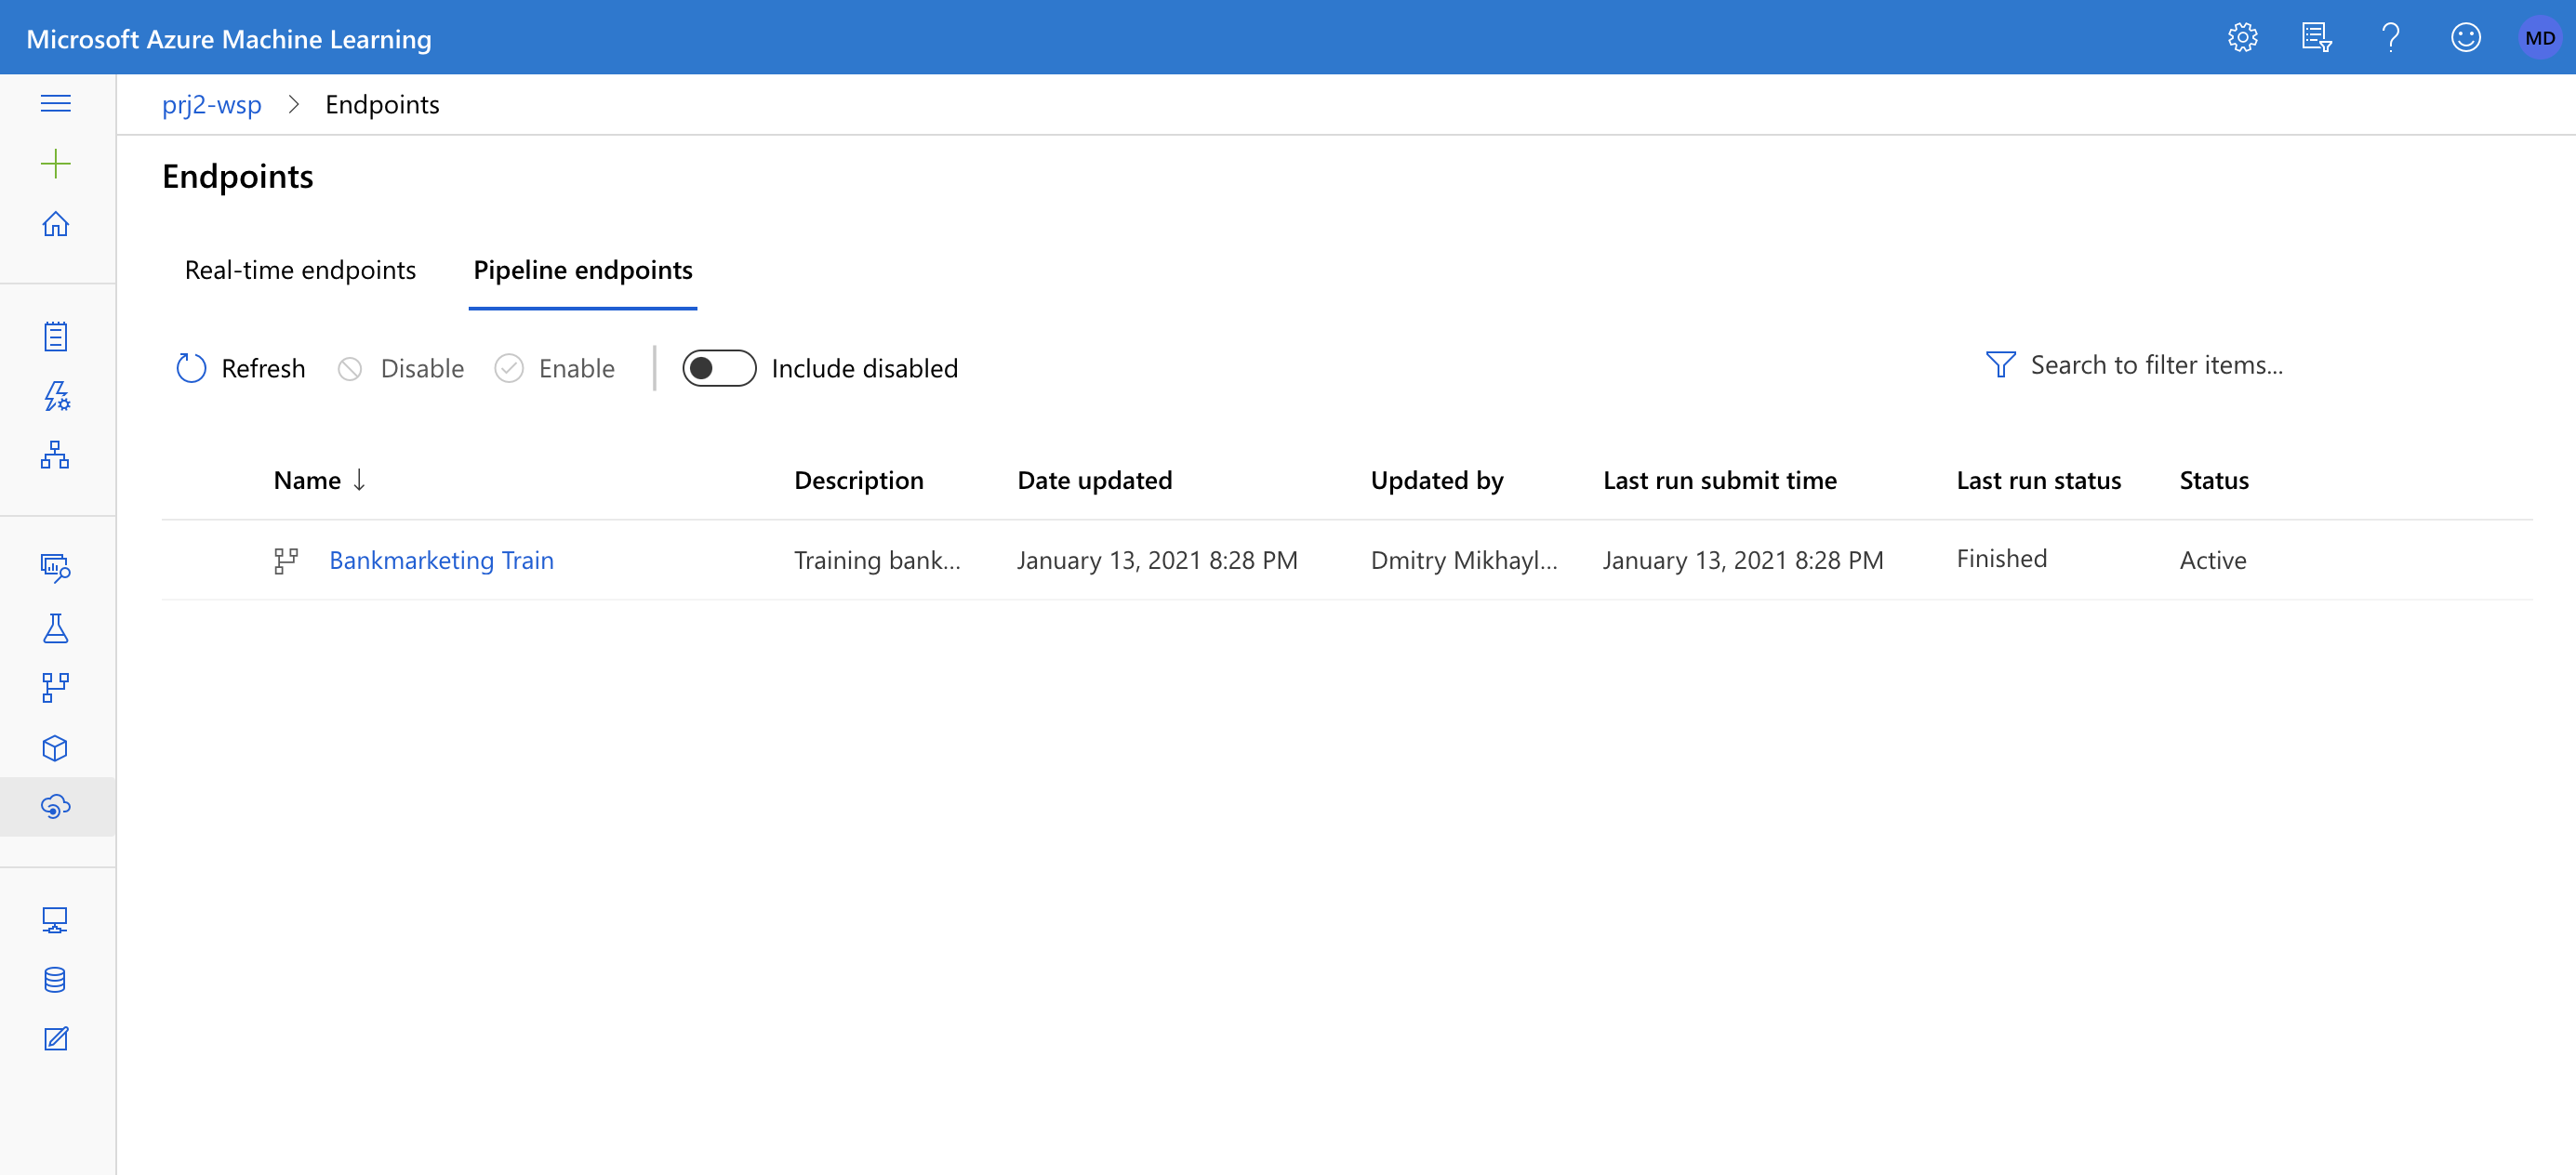 Microsoft Azure Machine Learning
MD
prj2-wsp > Endpoints
Endpoints
Real-time endpoints Pipeline endpoints
Refresh Disable Enable Include disabled Search to filter items...
Name ↓ Description Date updated Updated by Last run submit time Last run status Status
Bankmarketing Train Training bank... January 13, 2021 8:28 PM Dmitry Mikhayl... January 13, 2021 8:28 PM Finished Active